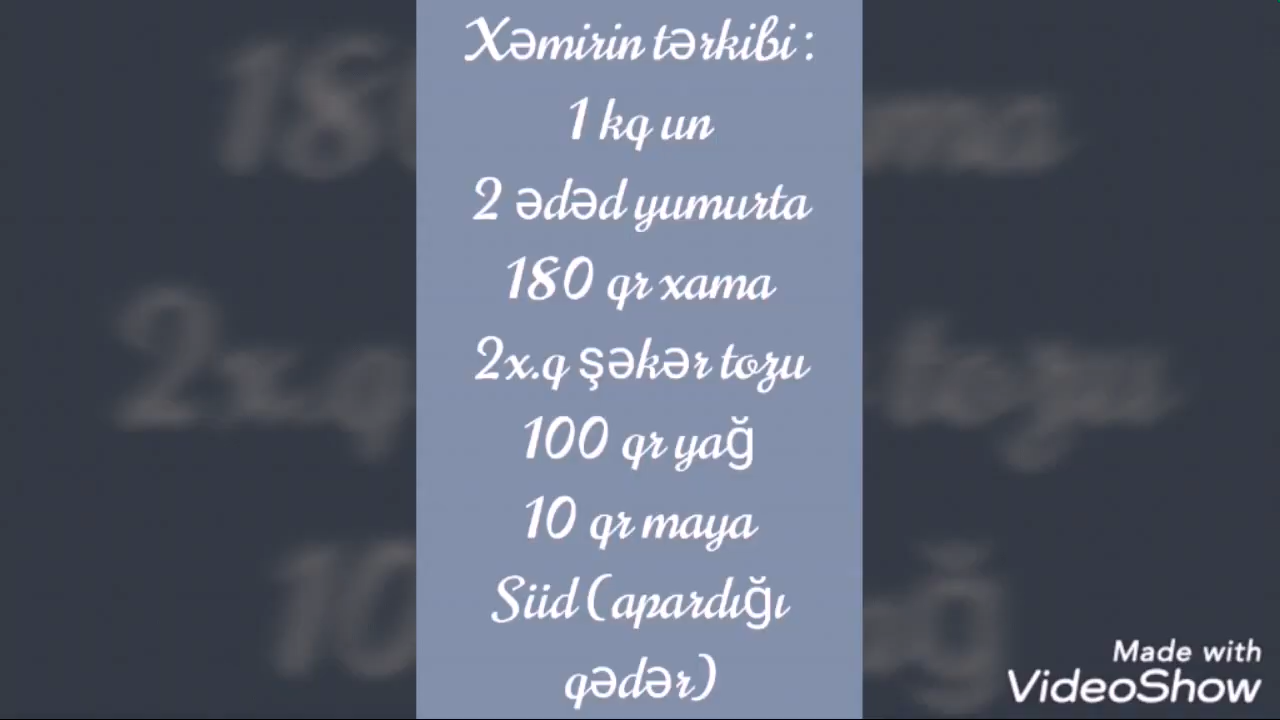 Xəmirin tərkibi :
1 kq un
2 ədəd yumurta
180 qr xama
2x.q şəkər tozu
100 qr yağ
10 qr maya
Süd (apardığı
qədər)
Made with
VideoShow